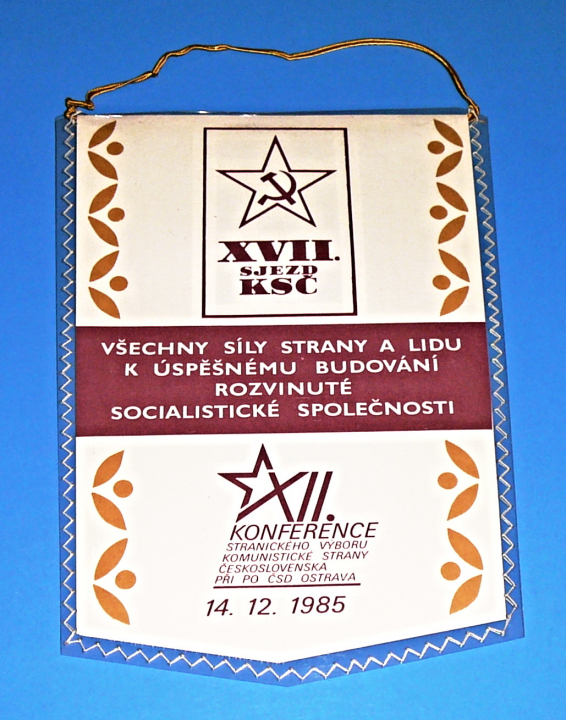 XVII.
SJEZD
KSČ
VŠECHNY SÍLY STRANY A LIDU
K ÚSPĚŠNÉMU BUDOVÁNÍ
ROZVINUTÉ
SOCIALISTICKÉ SPOLEČNOSTI
XII.
KONFERENCE
STRANICKÉHO VÝBORU
KOMUNISTICKÉ STRANY
ČESKOSLOVENSKA
PŘI PO ČSD OSTRAVA
14. 12. 1985